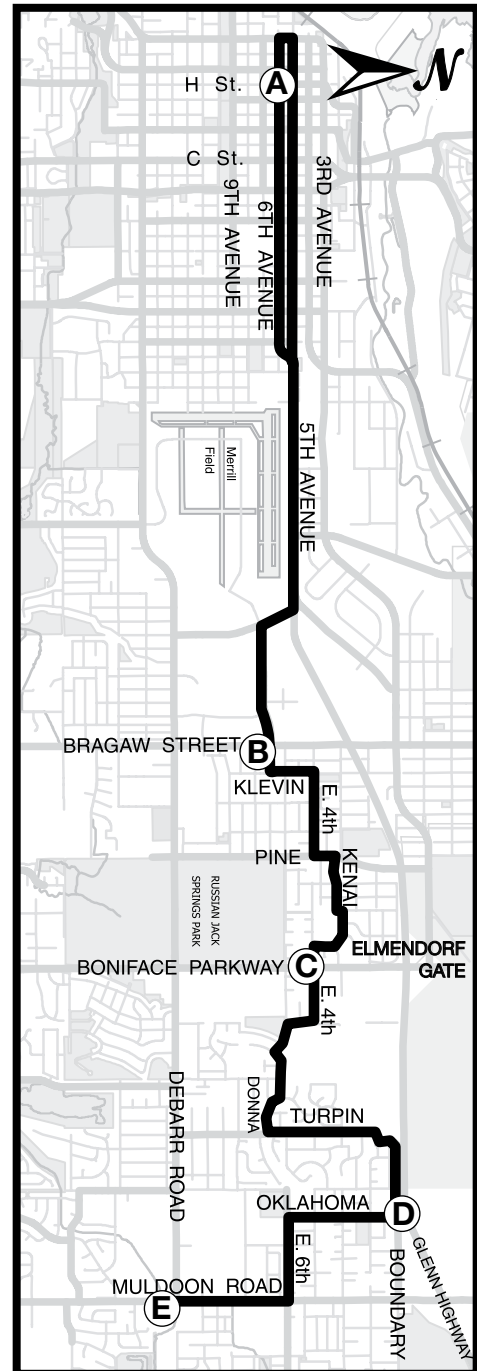 N
H St.
A
C St.
3RD AVENUE
9TH AVENUE
6TH AVENUE
5TH AVENUE
Merrill
Field
BRAGAW STREET
B
KLEVIN
E. 4th
PINE
KENAI
RUSSIAN JACK
SPRINGS PARK
ELMENDORF
GATE
BONIFACE PARKWAY
C
E. 4th
DONNA
DEBARR ROAD
TURPIN
OKLAHOMA
D
E. 6th
BOUNDARY
GLENN HIGHWAY
MULDOON ROAD
E